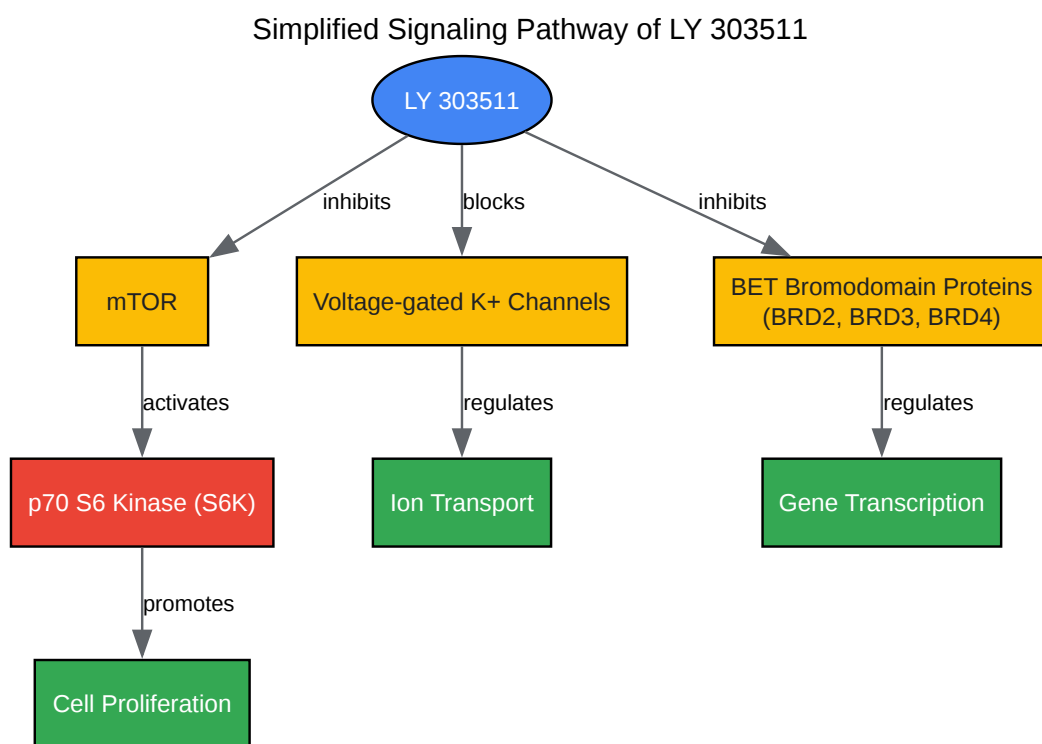 Simplified Signaling Pathway of LY 303511
LY 303511
inhibits
blocks
inhibits
mTOR
Voltage-gated K+ Channels
BET Bromodomain Proteins
(BRD2, BRD3, BRD4)
activates
regulates
regulates
p70 S6 Kinase (S6K)
Ion Transport
Gene Transcription
promotes
Cell Proliferation